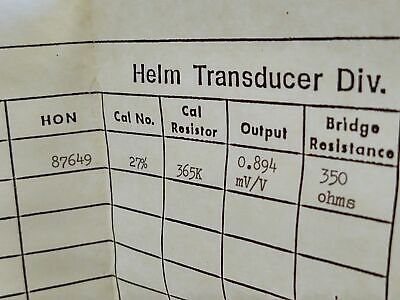 Helm Transducer Div.
HON Cal No. Cal Resistor Output Bridge Resistance
87649 27% 365K 0.894 mV/V 350 ohms